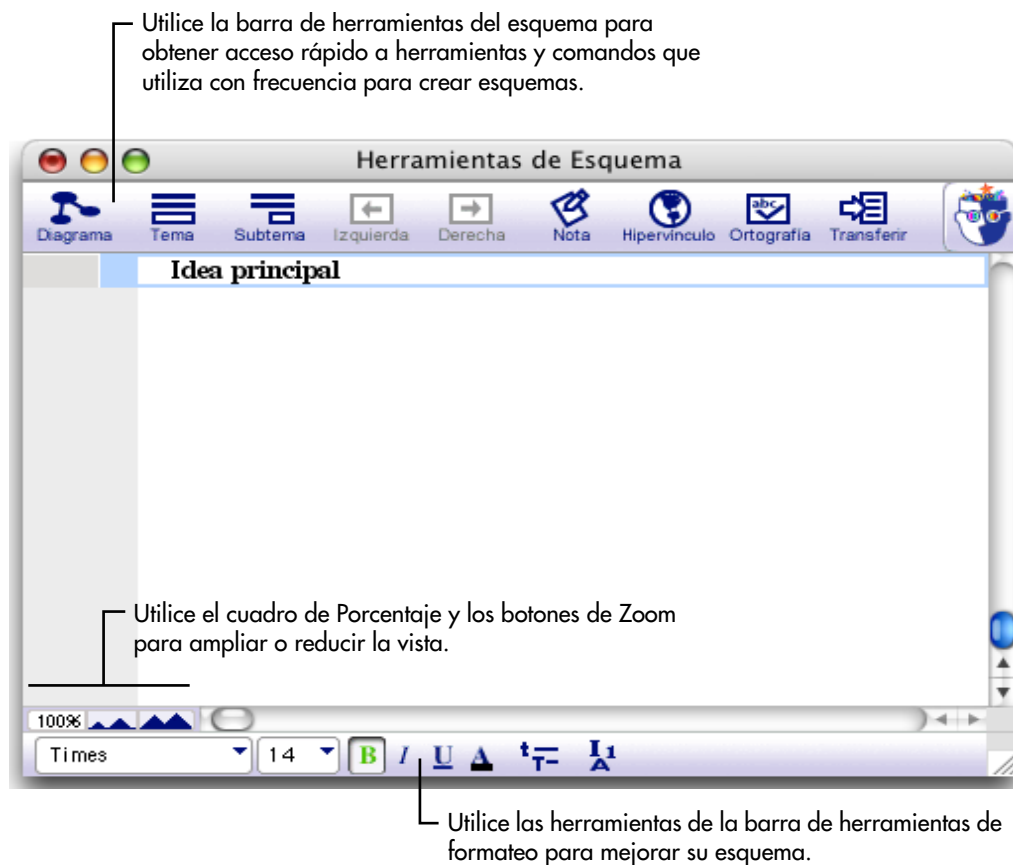 Utilice la barra de herramientas del esquema para
obtener acceso rápido a herramientas y comandos que
utiliza con frecuencia para crear esquemas.
Herramientas de Esquema
Diagrama Tema Subtema Izquierda Derecha Nota Hipervínculo Ortografía Transferir
Idea principal
Utilice el cuadro de Porcentaje y los botones de Zoom
para ampliar o reducir la vista.
100%
Times 14 B I U A
Utilice las herramientas de la barra de herramientas de
formateo para mejorar su esquema.